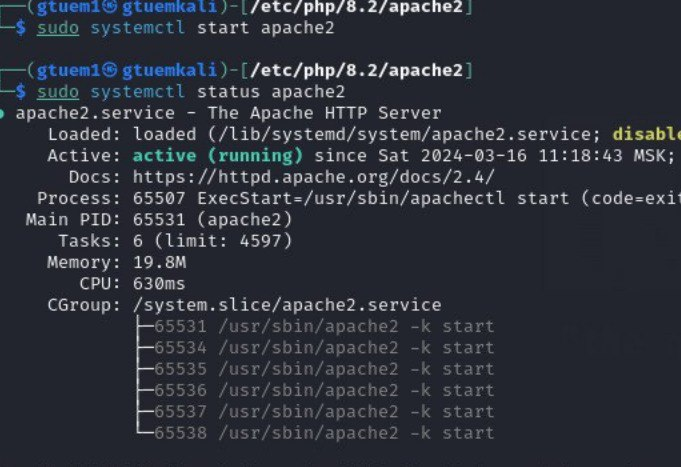 ──(gtuem1㉿gtuemkali)-[/etc/php/8.2/apache2]
└─$ sudo systemctl start apache2
──(gtuem1㉿gtuemkali)-[/etc/php/8.2/apache2]
└─$ sudo systemctl status apache2
● apache2.service - The Apache HTTP Server
Loaded: loaded (/lib/systemd/system/apache2.service; disable
Active: active (running) since Sat 2024-03-16 11:18:43 MSK;
Docs: https://httpd.apache.org/docs/2.4/
Process: 65507 ExecStart=/usr/sbin/apachectl start (code=exit
Main PID: 65531 (apache2)
Tasks: 6 (limit: 4597)
Memory: 19.8M
CPU: 630ms
CGroup: /system.slice/apache2.service
├─65531 /usr/sbin/apache2 -k start
├─65534 /usr/sbin/apache2 -k start
├─65535 /usr/sbin/apache2 -k start
├─65536 /usr/sbin/apache2 -k start
├─65537 /usr/sbin/apache2 -k start
└─65538 /usr/sbin/apache2 -k start